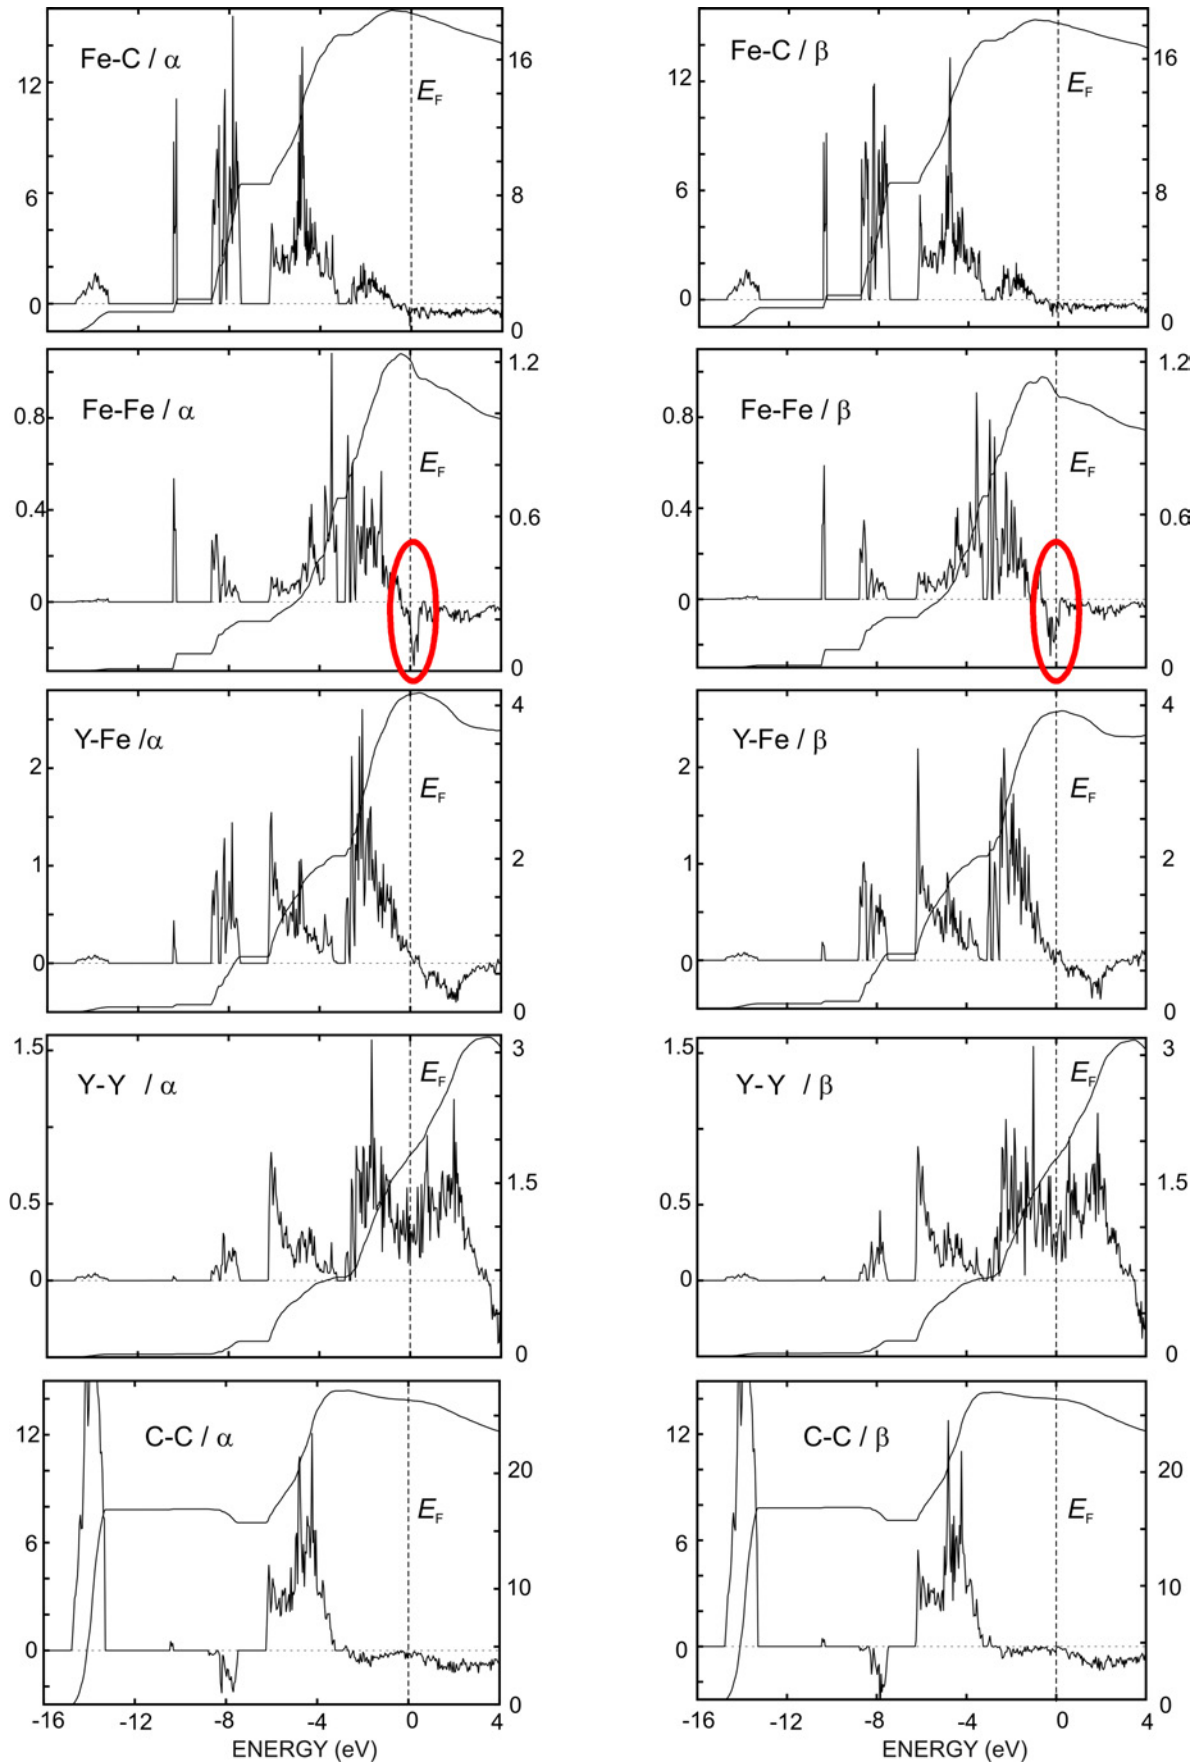 Fe-C / α
12
6
0
16
8
0
E_F
Fe-C / β
12
6
0
16
8
0
E_F
Fe-Fe / α
0.8
0.4
0
1.2
0.6
0
E_F
Fe-Fe / β
0.8
0.4
0
1.2
0.6
0
E_F
Y-Fe /α
2
1
0
4
2
0
E_F
Y-Fe / β
2
1
0
4
2
0
E_F
Y-Y / α
1.5
0.5
0
3
1.5
0
E_F
Y-Y / β
1.5
0.5
0
3
1.5
0
E_F
C-C / α
12
6
0
20
10
0
E_F
-16 -12 -8 -4 0 4
ENERGY (eV)
C-C / β
12
6
0
20
10
0
E_F
-16 -12 -8 -4 0 4
ENERGY (eV)